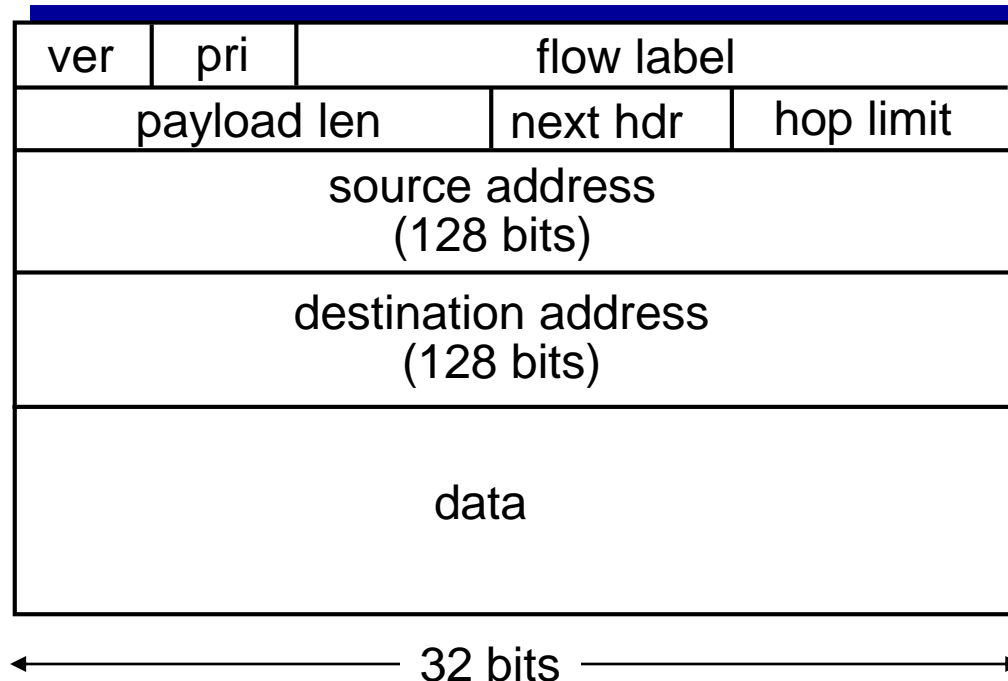 ver pri flow label
payload len next hdr hop limit
source address
(128 bits)
destination address
(128 bits)
data
32 bits